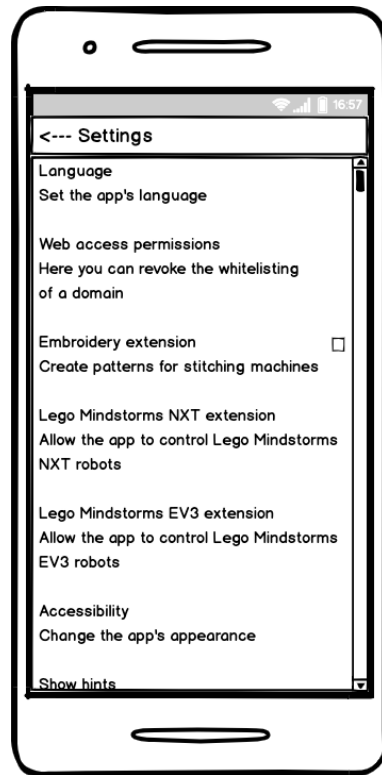 16:57
<--- Settings
Language
Set the app's language
Web access permissions
Here you can revoke the whitelisting
of a domain
Embroidery extension
Create patterns for stitching machines
Lego Mindstorms NXT extension
Allow the app to control Lego Mindstorms
NXT robots
Lego Mindstorms EV3 extension
Allow the app to control Lego Mindstorms
EV3 robots
Accessibility
Change the app's appearance
Show hints